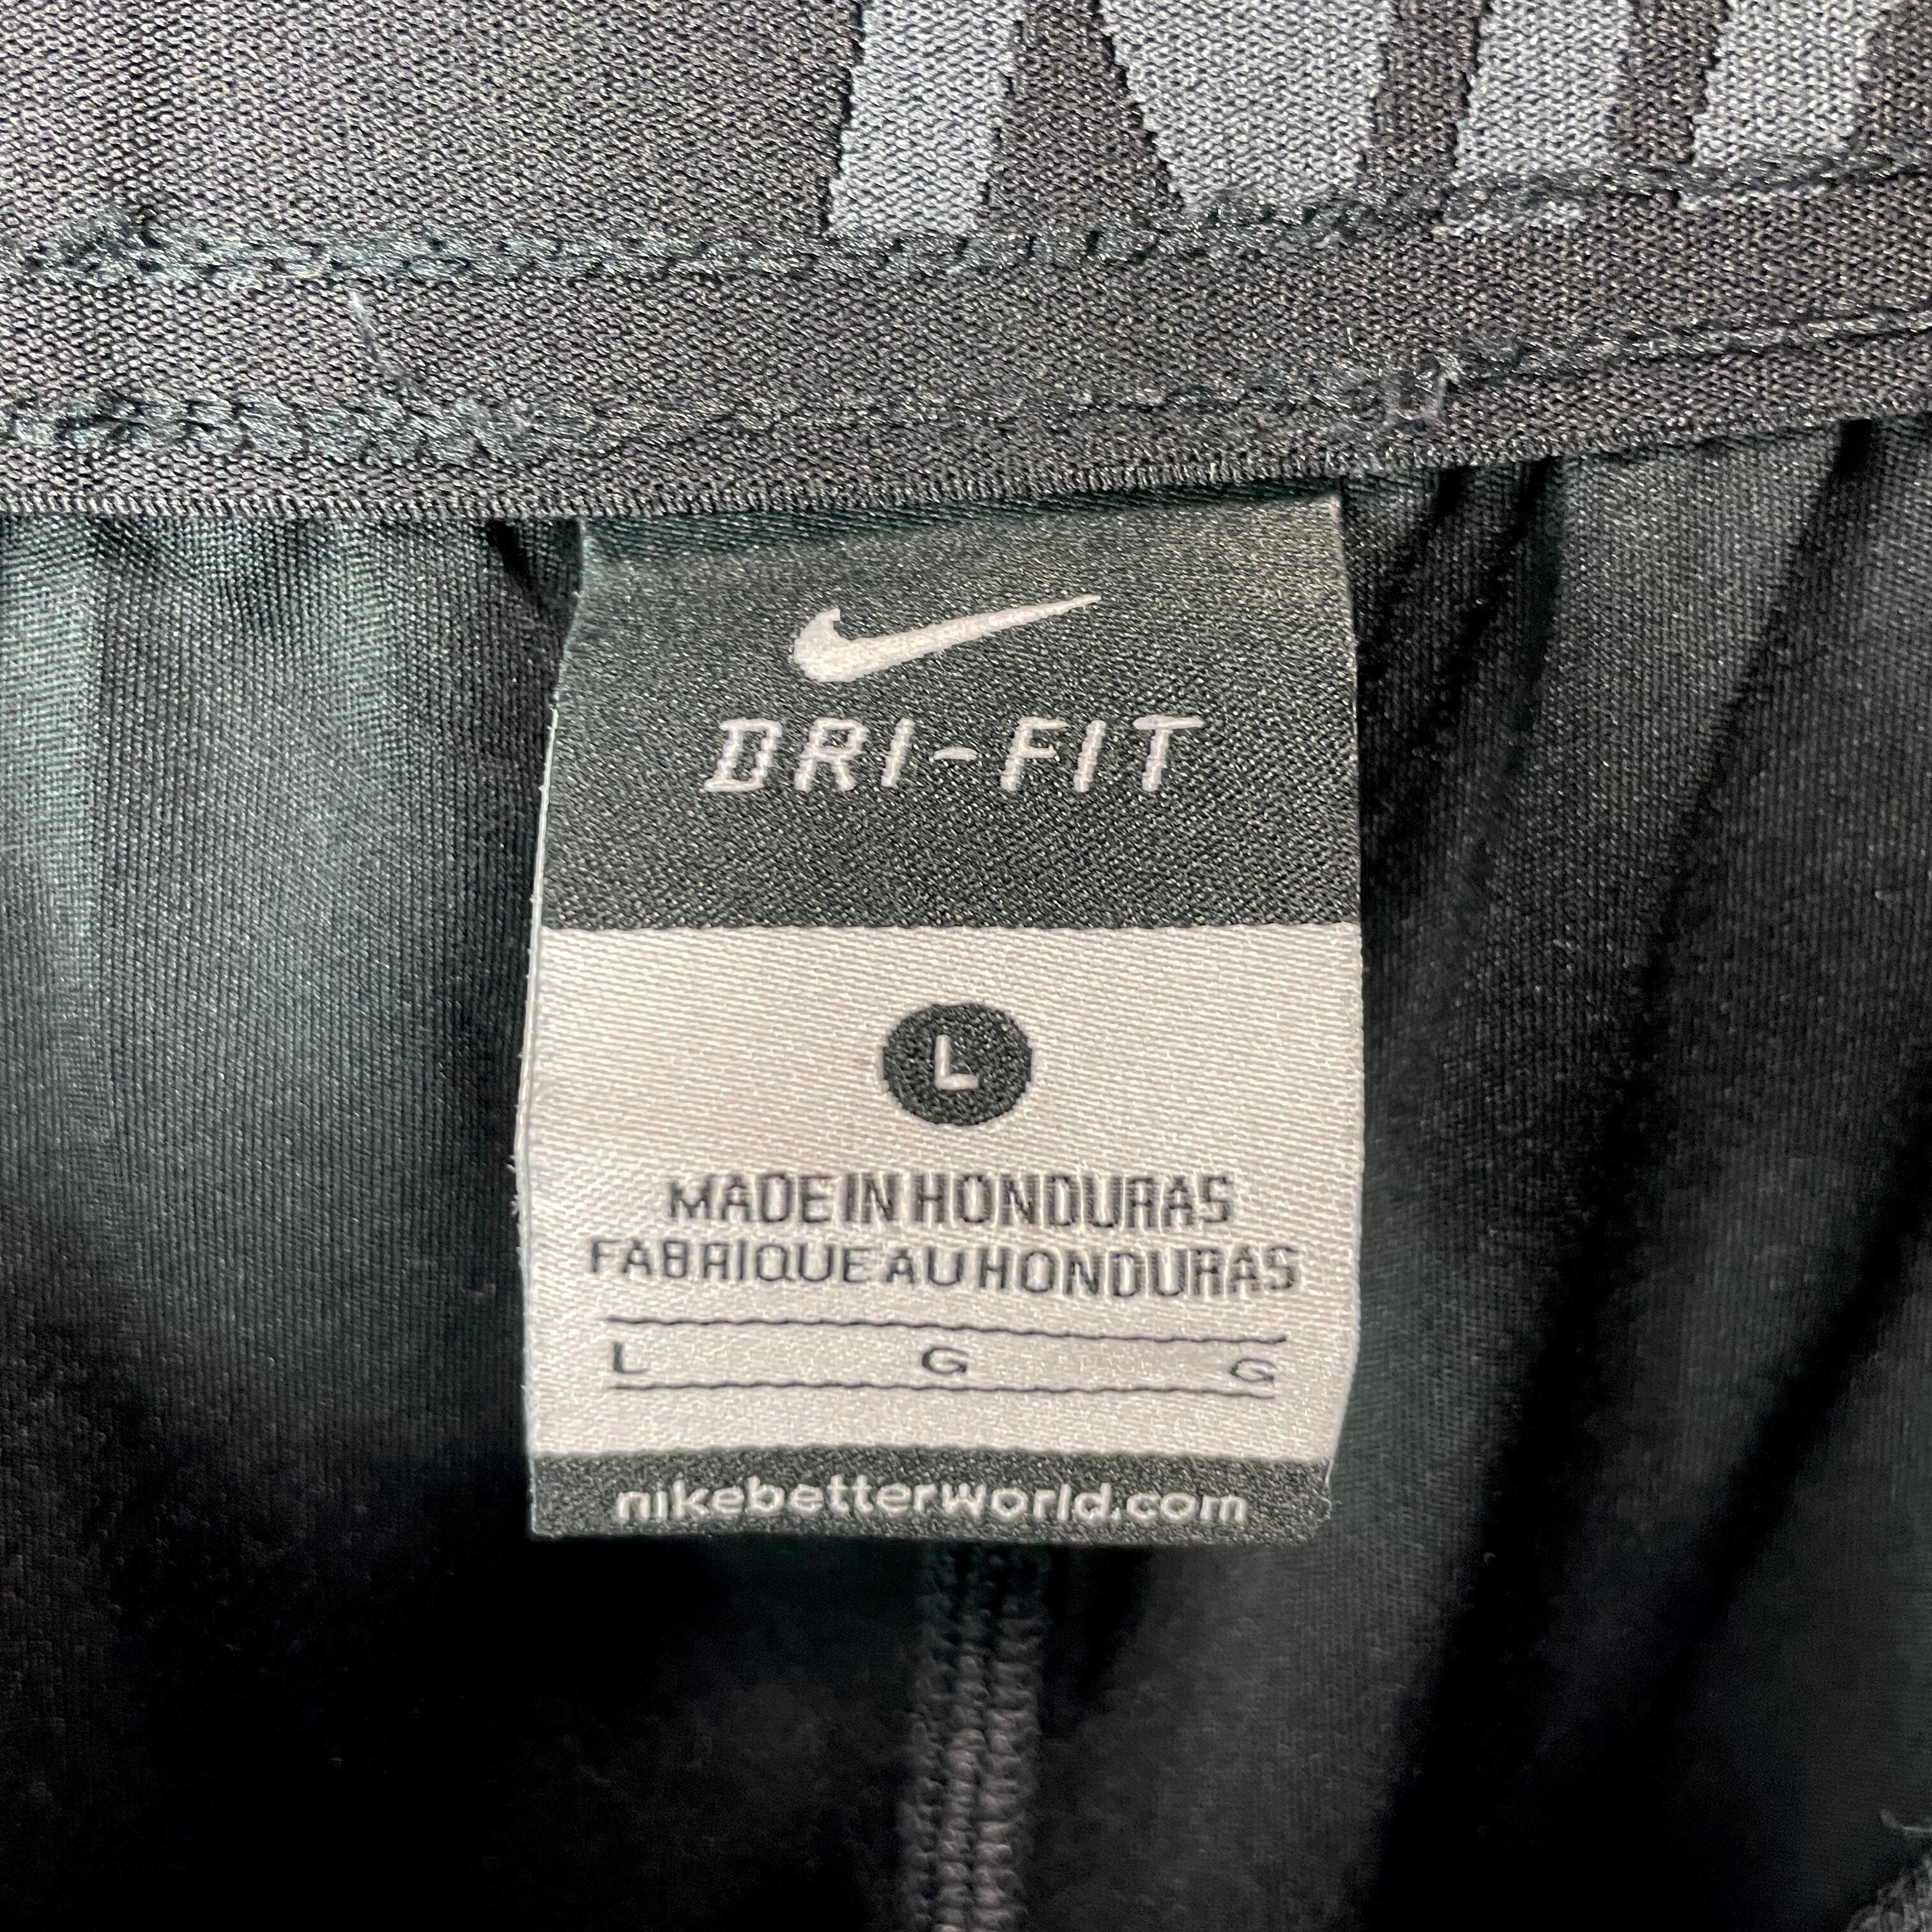 DRI-FIT
L
MADE IN HONDURAS
FABRIQUE AU HONDURAS
L G G
nikebetterworld.com